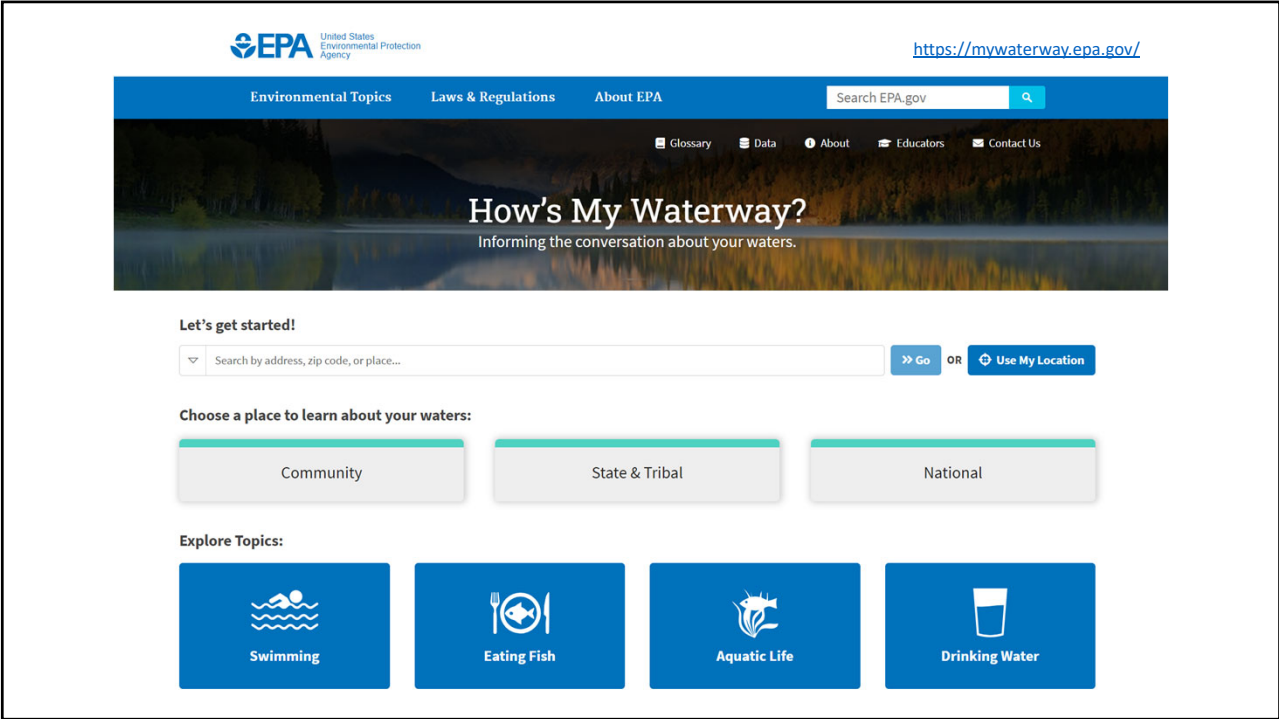 EPA
United States
Environmental Protection
Agency
https://mywaterway.epa.gov/
Environmental Topics Laws & Regulations About EPA Search EPA.gov
Glossary Data About Educators Contact Us
How's My Waterway?
Informing the conversation about your waters.
Let's get started!
Search by address, zip code, or place... Go OR Use My Location
Choose a place to learn about your waters:
Community State & Tribal National
Explore Topics:
Swimming Eating Fish Aquatic Life Drinking Water